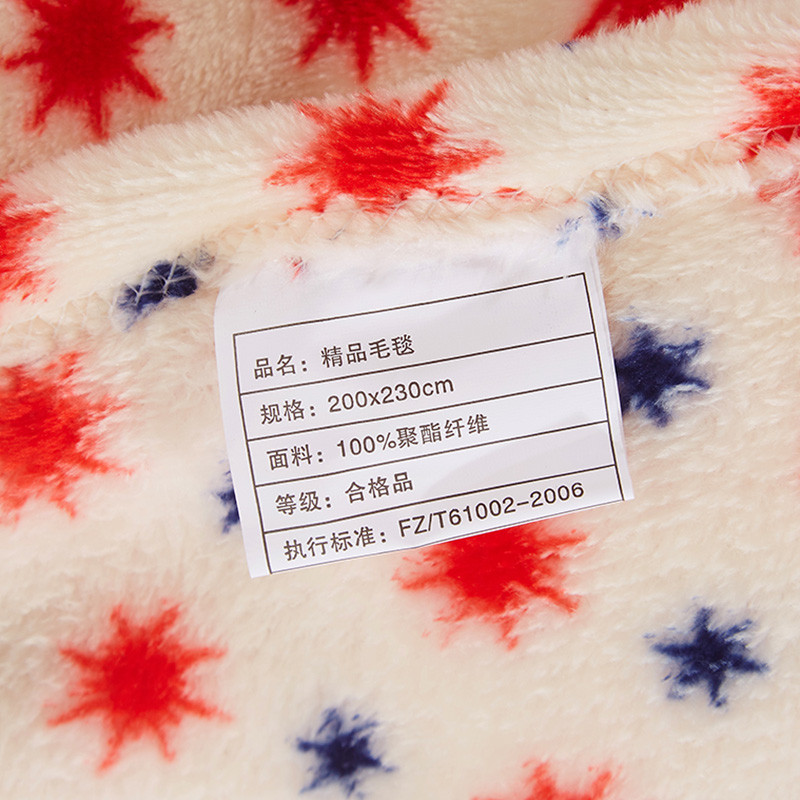 品名：精品毛毯
规格：200x230cm
面料：100%聚酯纤维
等级：合格品
执行标准：FZ/T61002-2006